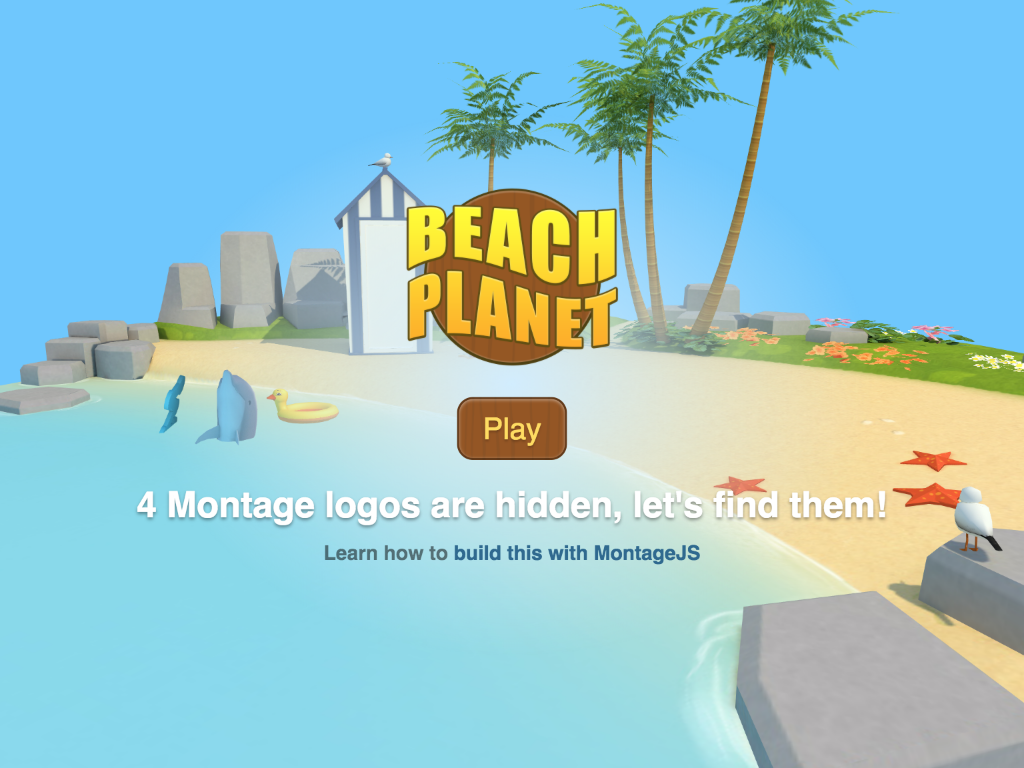 BEACH
PLANET
Play
4 Montage logos are hidden, let's find them!
Learn how to build this with MontageJS